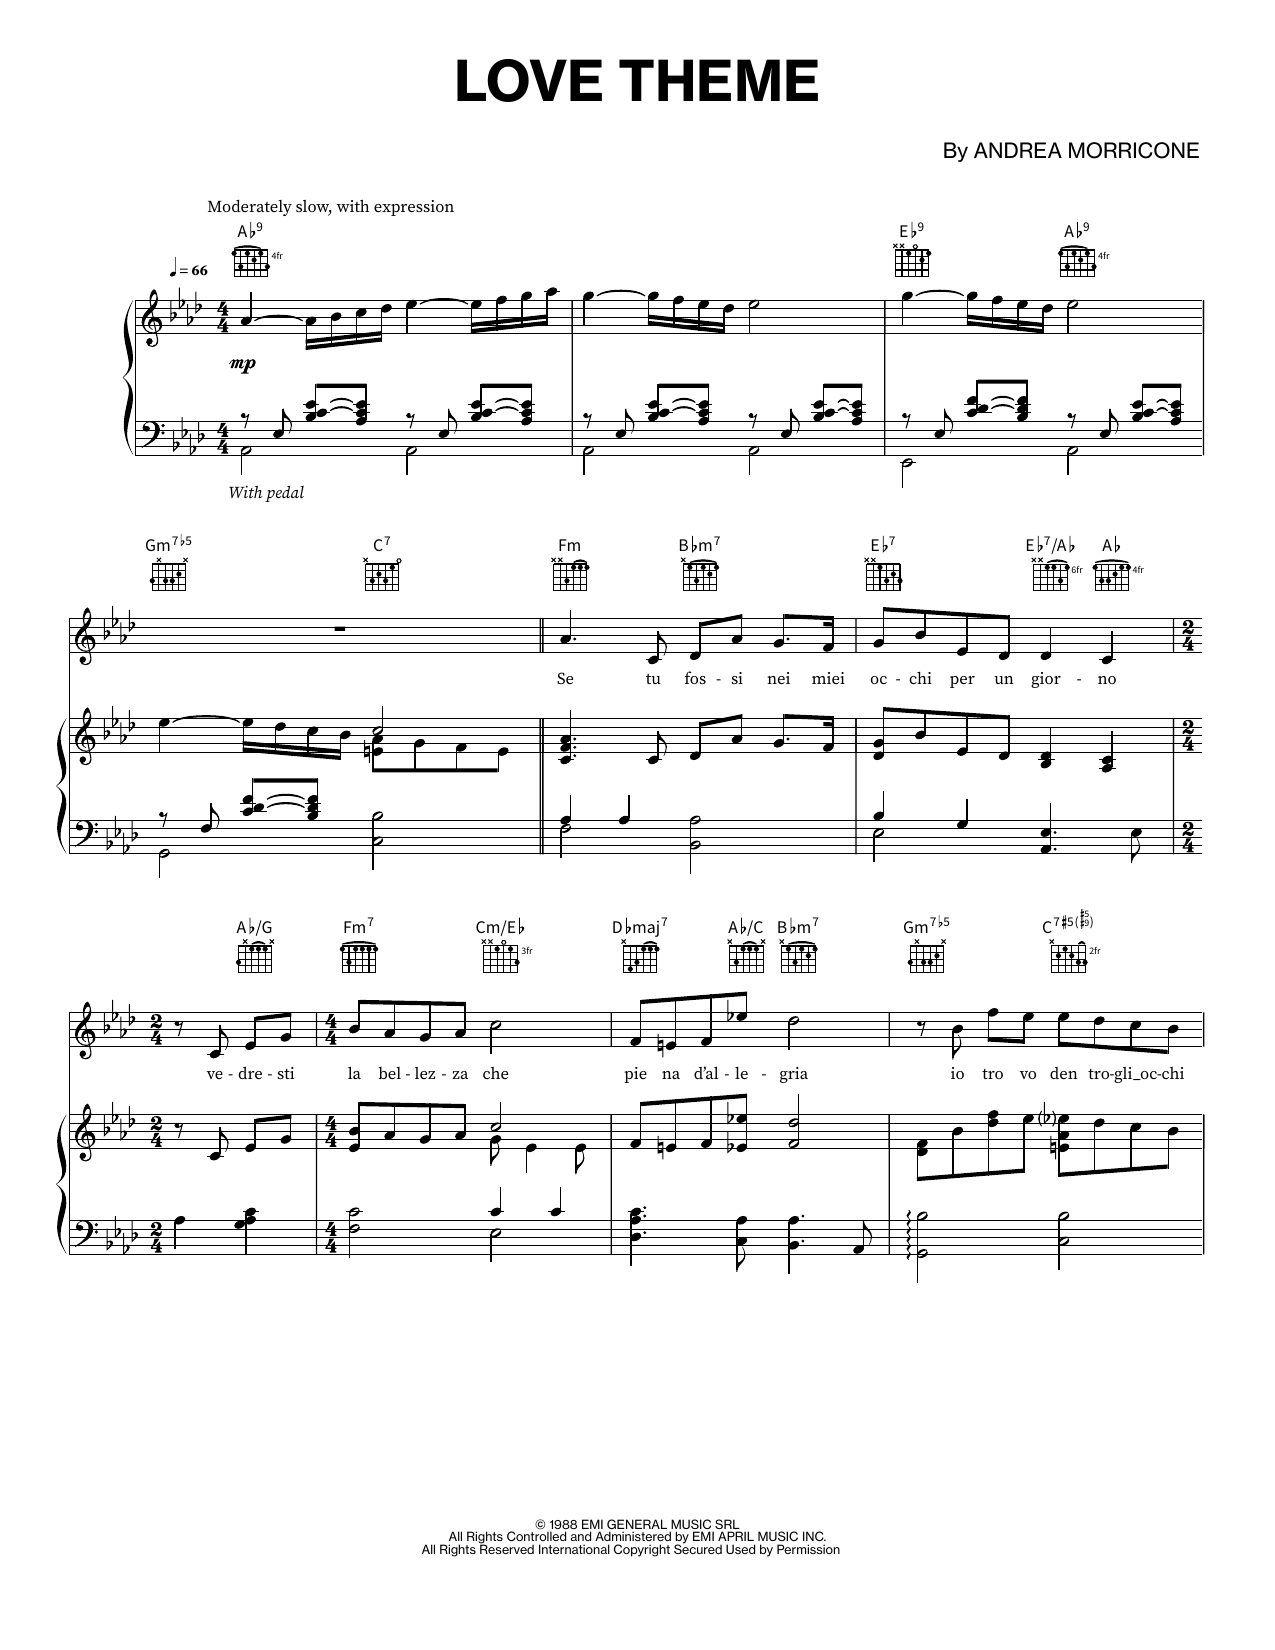 LOVE THEME
By ANDREA MORRICONE
Moderately slow, with expression
A♭9 E♭9 A♭9
4fr 4fr
♩= 66
mp
With pedal
Gm7♭5 C7 Fm B♭m7 E♭7 E♭7/A♭ A♭
6fr 4fr
Se tu fos - si nei miei oc - chi per un gior - no
A♭/G Fm7 Cm/E♭ D♭maj7 A♭/C B♭m7 Gm7♭5 C7♯5(♯5♯9)
3fr 2fr
ve - dre - sti la bel - lez - za che pie na d'al - le - gria io tro vo den tro-gli_oc-chi
© 1988 EMI GENERAL MUSIC SRL
All Rights Controlled and Administered by EMI APRIL MUSIC INC.
All Rights Reserved International Copyright Secured Used by Permission